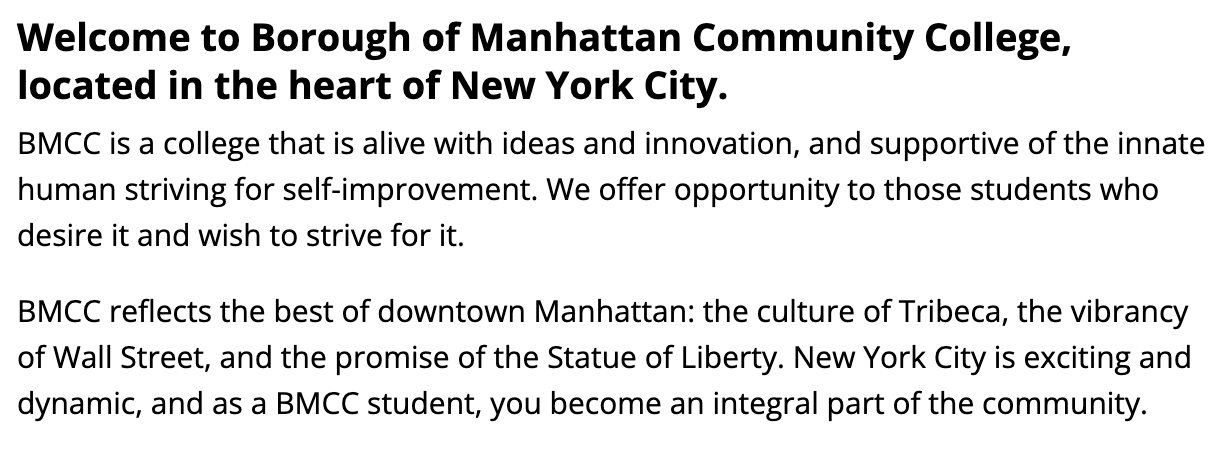 Welcome to Borough of Manhattan Community College,
located in the heart of New York City.
BMCC is a college that is alive with ideas and innovation, and supportive of the innate
human striving for self-improvement. We offer opportunity to those students who
desire it and wish to strive for it.
BMCC reflects the best of downtown Manhattan: the culture of Tribeca, the vibrancy
of Wall Street, and the promise of the Statue of Liberty. New York City is exciting and
dynamic, and as a BMCC student, you become an integral part of the community.